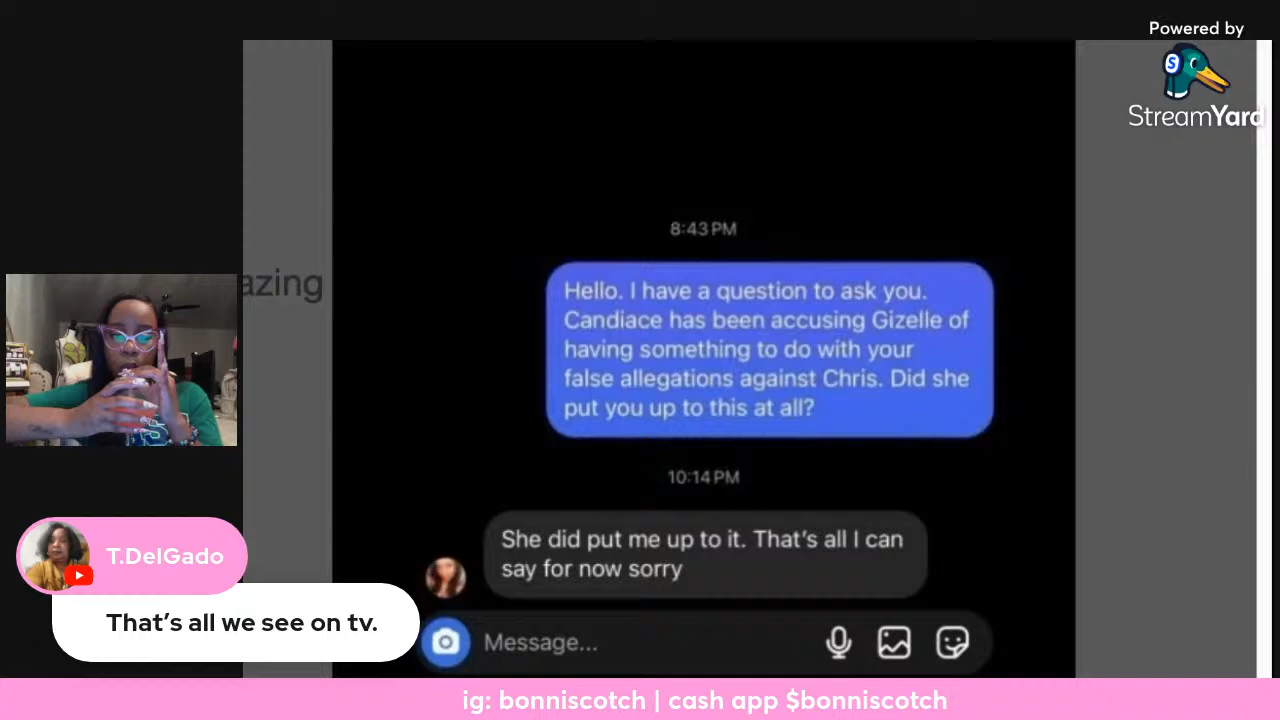 Powered by
StreamYard
azing
8:43 PM
Hello. I have a question to ask you.
Candiace has been accusing Gizelle of
having something to do with your
false allegations against Chris. Did she
put you up to this at all?
10:14 PM
She did put me up to it. That's all I can
say for now sorry
Message...
T.DelGado
That's all we see on tv.
ig: bonniscotch | cash app $bonniscotch